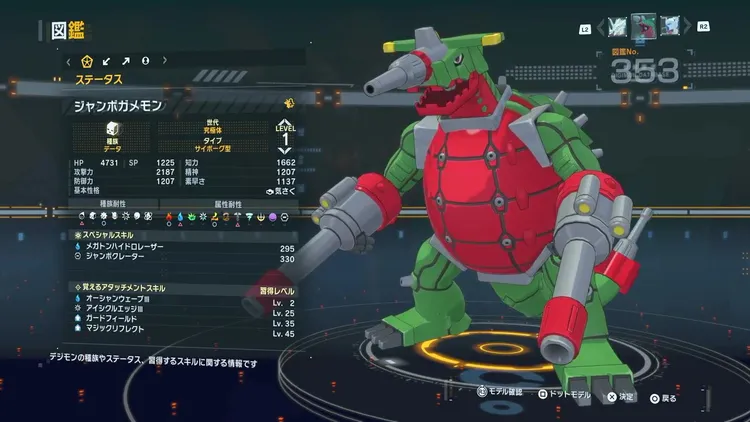 図鑑
L2
R2
図鑑No.
353
ステータス
ジャンボガメモン
種族
データ
世代
究極体
タイプ
サイボーグ型
LEVEL
1
HP 4731 SP 1225 知力 1662
攻撃力 2187 精神 1207
防御力 1207 素早さ 1137
基本性格 気さく
種族耐性 属性耐性
スペシャルスキル
メガトンハイドロレーザー 295
ジャンボクレーター 330
覚えるアタッチメントスキル 習得レベル
オーシャンウェーブⅢ Lv. 2
アイシクルエッジⅢ Lv. 25
ガードフィールド Lv. 35
マジックリフレクト Lv. 45
デジモンの種族やステータス、習得するスキルに関する情報です
R3 モデル確認 ドットモデル 決定 戻る